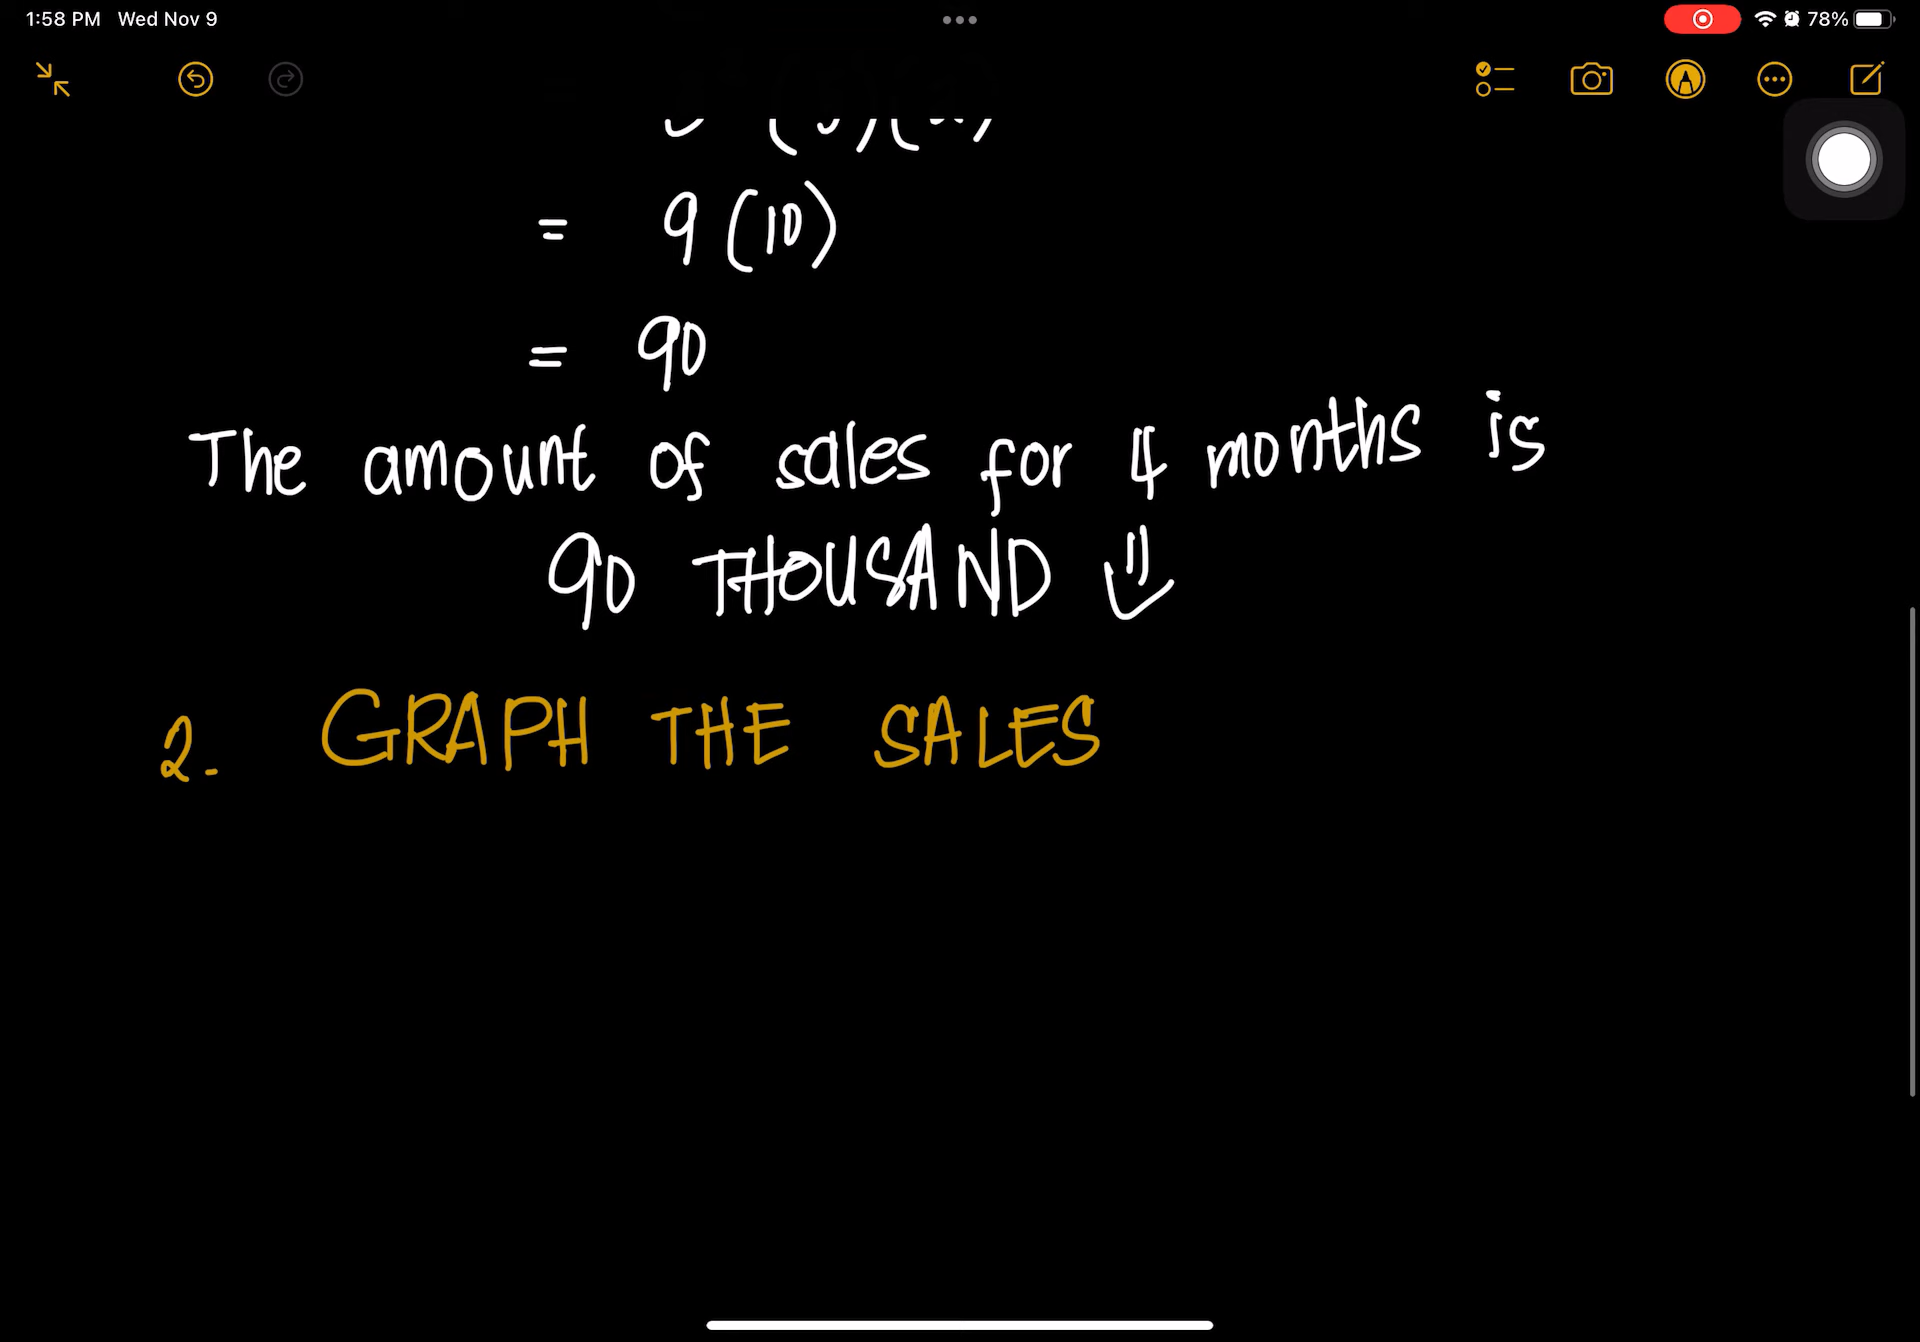 1:58 PM Wed Nov 9
78%
= 9 (10)
= 90
The amount of sales for 4 months is
90 THOUSAND
2. GRAPH THE SALES